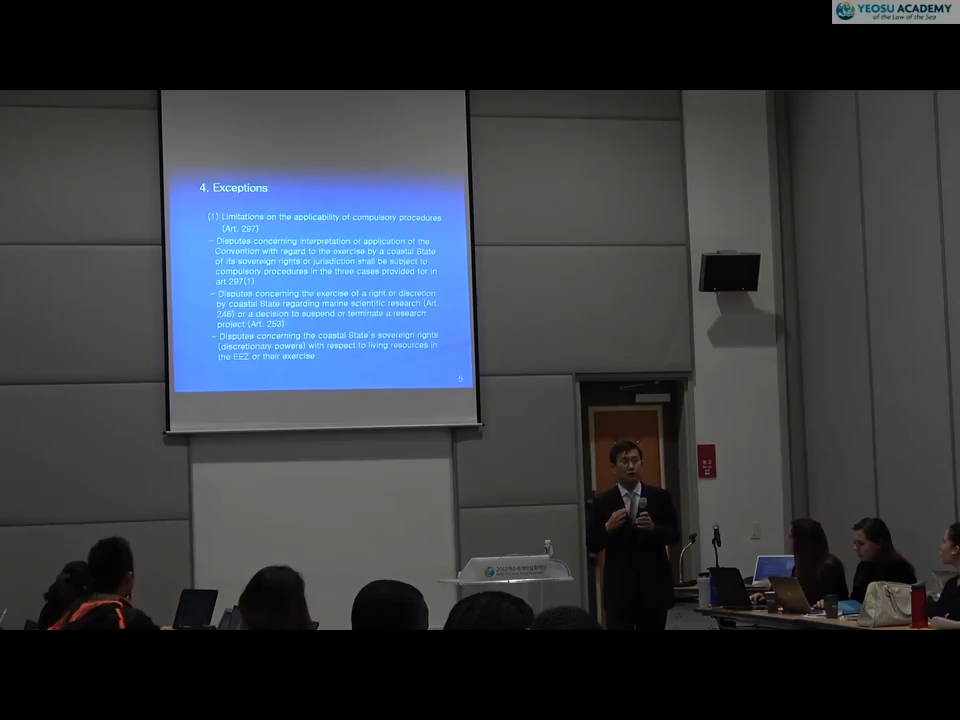 YEOSU ACADEMY
of the Law of the Sea
4. Exceptions
(1) Limitations on the applicability of compulsory procedures
(Art. 297)
– Disputes concerning interpretation or application of the
Convention with regard to the exercise by a coastal State
of its sovereign rights or jurisdiction shall be subject to
compulsory procedures in the three cases provided for in
art 297(1)
– Disputes concerning the exercise of a right or discretion
by coastal State regarding marine scientific research (Art.
246) or a decision to suspend or terminate a research
project (Art. 253)
– Disputes concerning the coastal State's sovereign rights
(discretionary powers) with respect to living resources in
the EEZ or their exercise
5